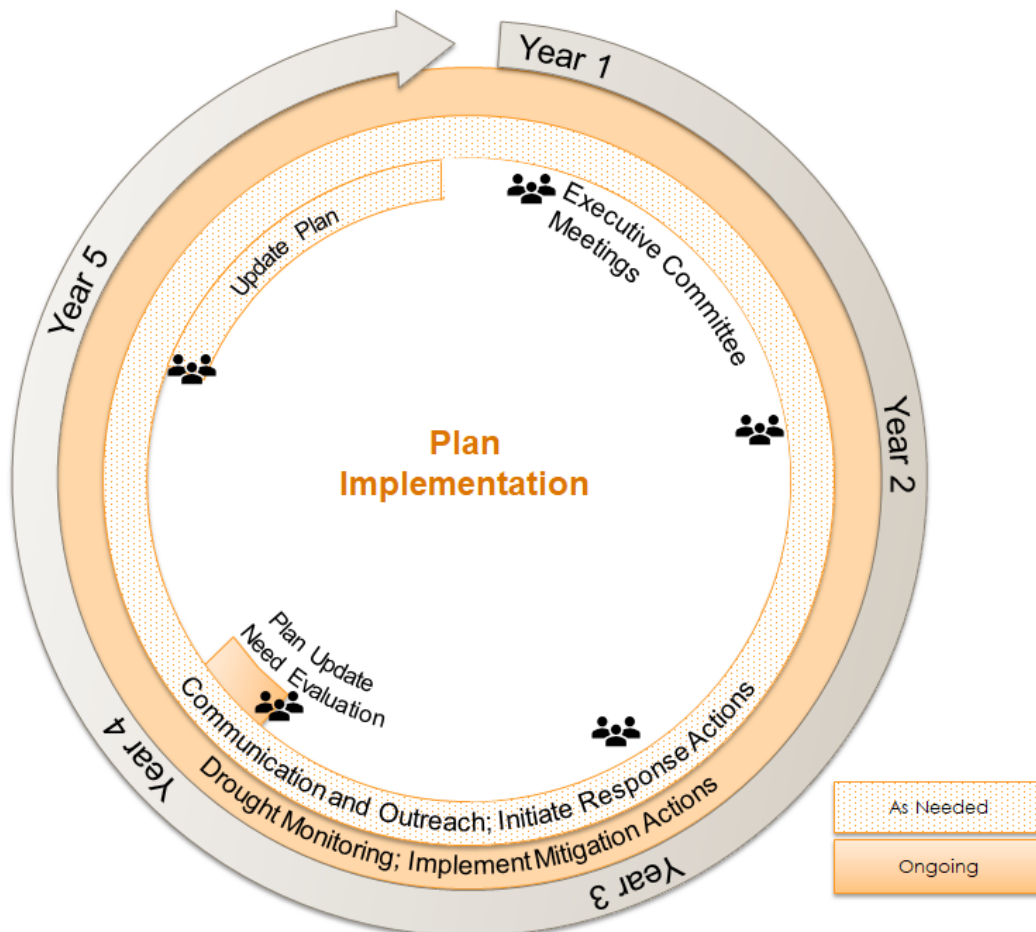 Year 1
Executive Committee
Meetings
Year 2
Update Plan
Year 5
Plan
Implementation
Plan Update
Need Evaluation
Communication and Outreach; Initiate Response Actions
Drought Monitoring; Implement Mitigation Actions
Year 4
Year 3
As Needed
Ongoing